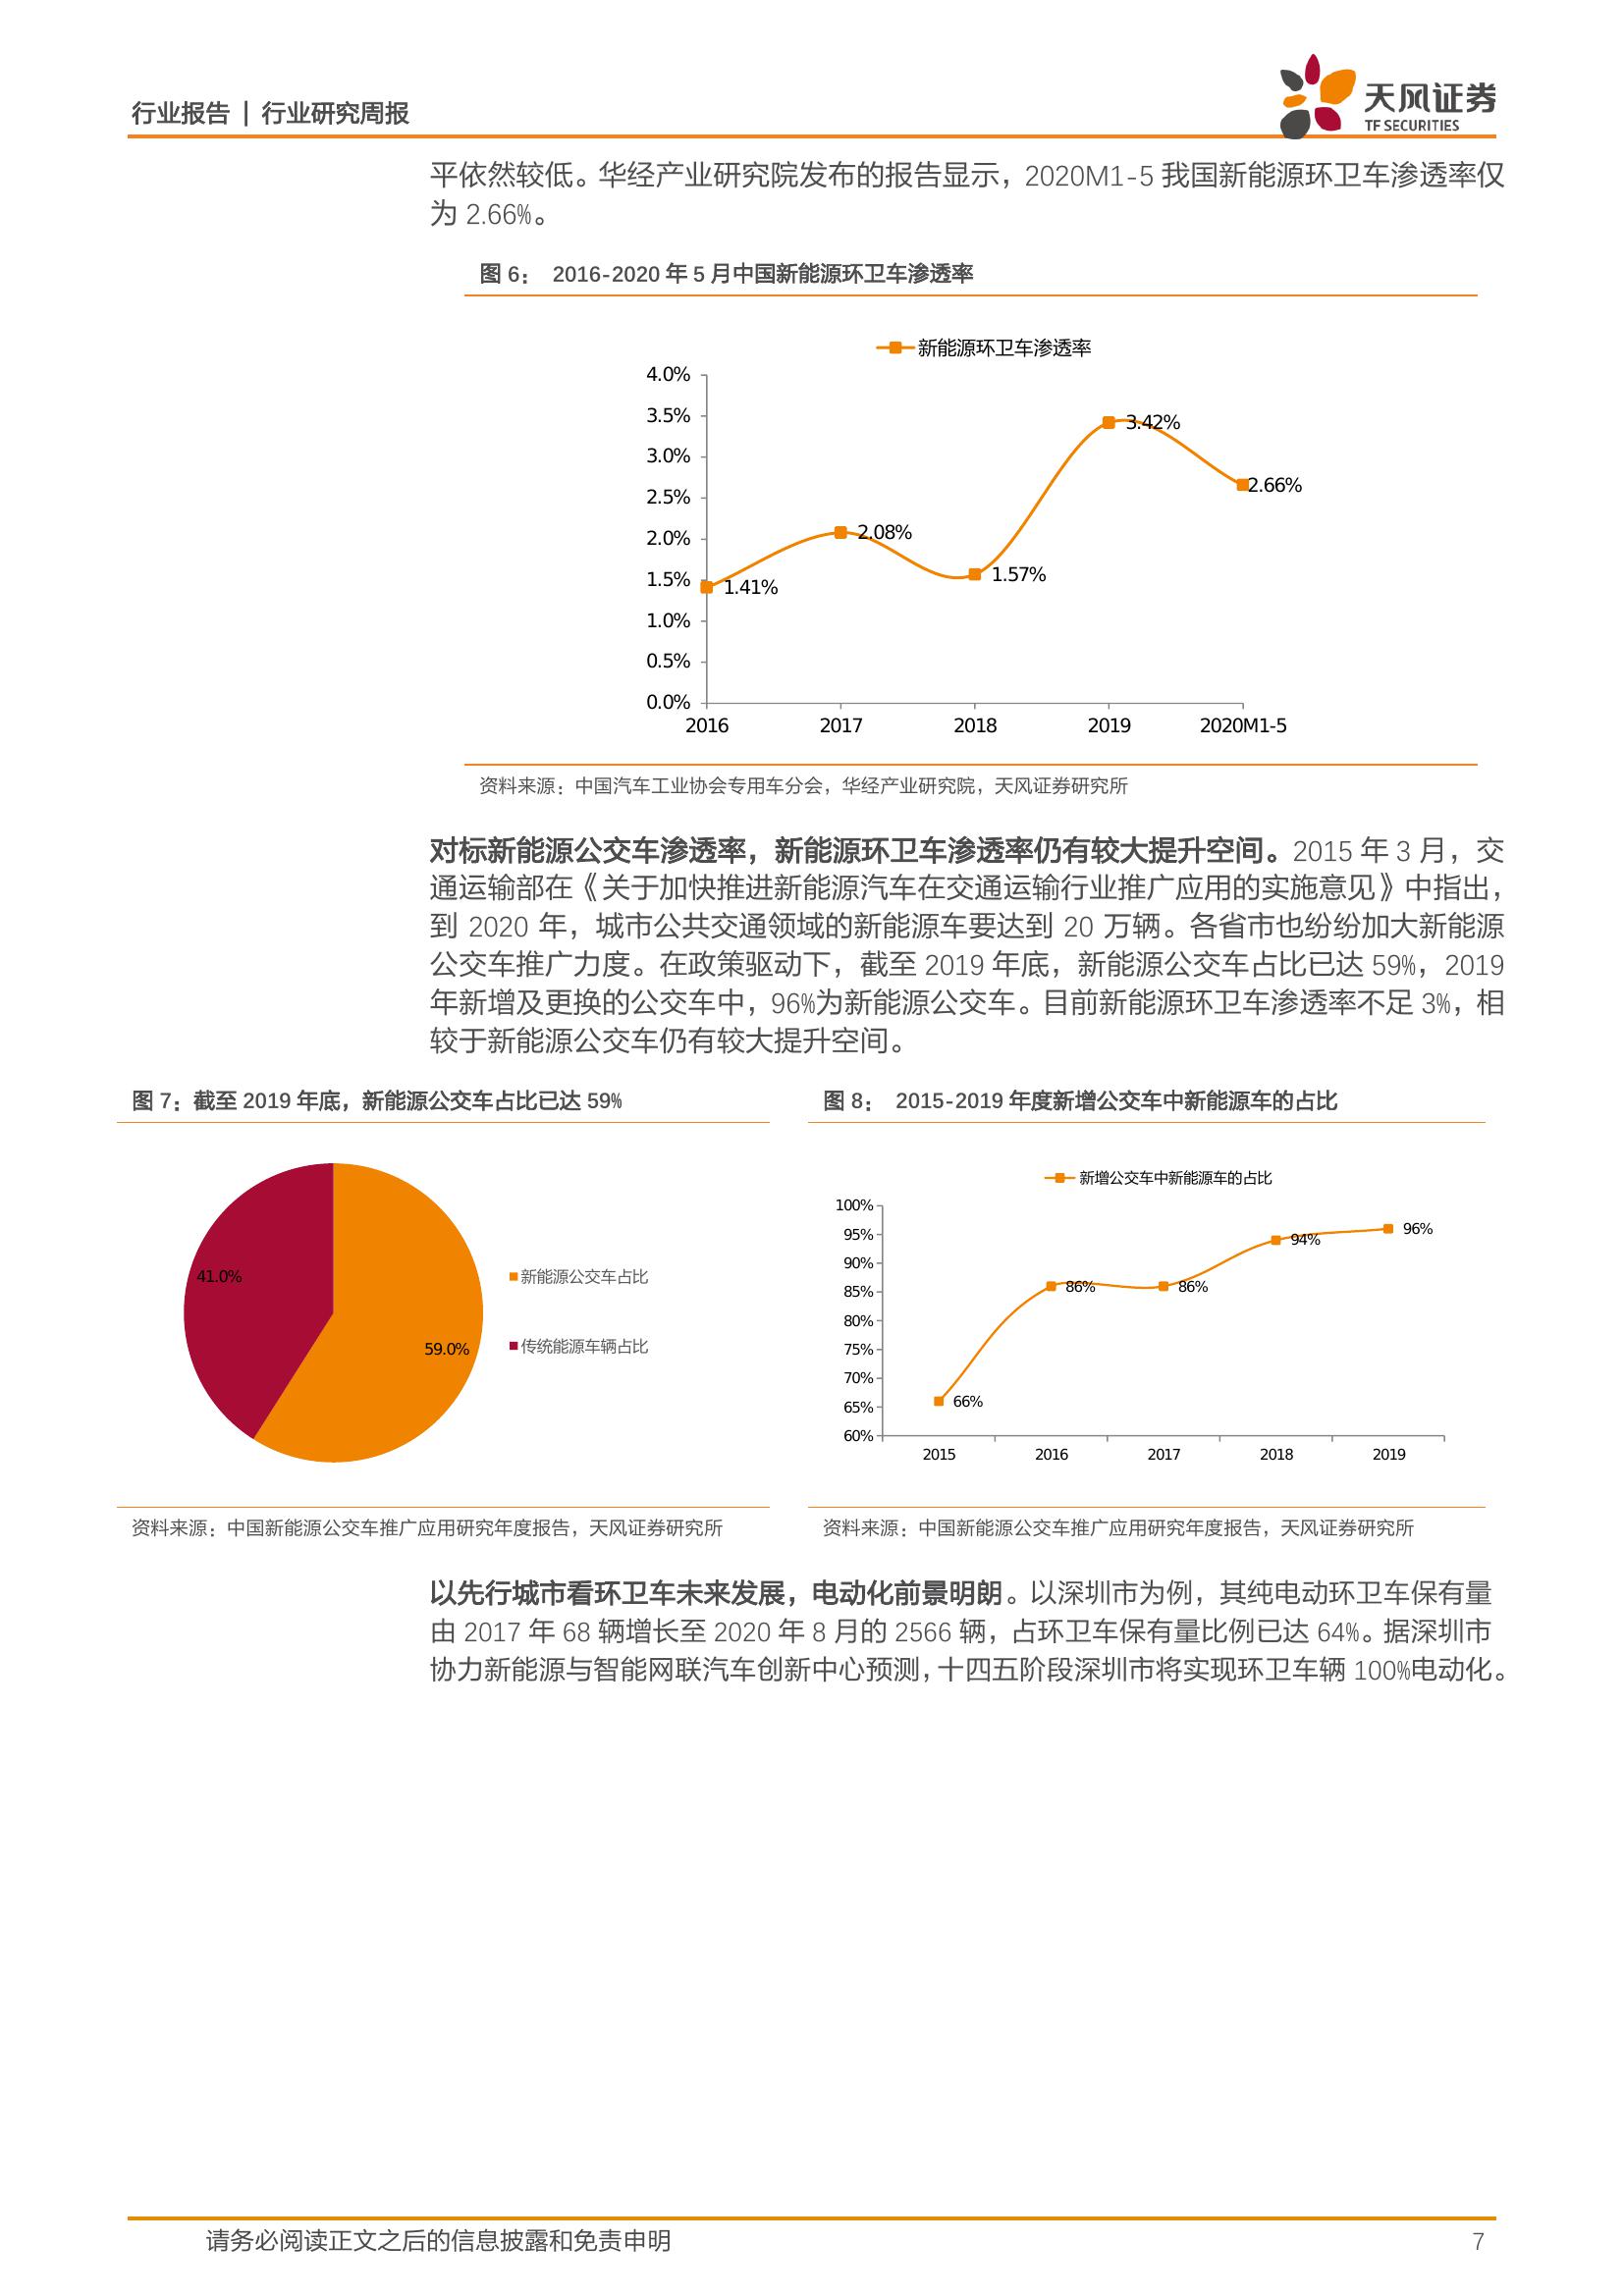 行业报告 | 行业研究周报
天风证券
TF SECURITIES
平依然较低。华经产业研究院发布的报告显示，2020M1-5 我国新能源环卫车渗透率仅
为 2.66%。
图 6： 2016-2020 年 5 月中国新能源环卫车渗透率
新能源环卫车渗透率
4.0%
3.5%
3.0%
2.5%
2.0%
1.5%
1.0%
0.5%
0.0%
1.41%
2.08%
1.57%
3.42%
2.66%
2016 2017 2018 2019 2020M1-5
资料来源：中国汽车工业协会专用车分会，华经产业研究院，天风证券研究所
对标新能源公交车渗透率，新能源环卫车渗透率仍有较大提升空间。2015 年 3 月，交
通运输部在《关于加快推进新能源汽车在交通运输行业推广应用的实施意见》中指出，
到 2020 年，城市公共交通领域的新能源车要达到 20 万辆。各省市也纷纷加大新能源
公交车推广力度。在政策驱动下，截至 2019 年底，新能源公交车占比已达 59%，2019
年新增及更换的公交车中，96%为新能源公交车。目前新能源环卫车渗透率不足 3%，相
较于新能源公交车仍有较大提升空间。
图 7：截至 2019 年底，新能源公交车占比已达 59%
41.0%
59.0%
新能源公交车占比
传统能源车辆占比
资料来源：中国新能源公交车推广应用研究年度报告，天风证券研究所
图 8： 2015-2019 年度新增公交车中新能源车的占比
新增公交车中新能源车的占比
100%
95%
90%
85%
80%
75%
70%
65%
60%
66%
86%
86%
94%
96%
2015 2016 2017 2018 2019
资料来源：中国新能源公交车推广应用研究年度报告，天风证券研究所
以先行城市看环卫车未来发展，电动化前景明朗。以深圳市为例，其纯电动环卫车保有量
由 2017 年 68 辆增长至 2020 年 8 月的 2566 辆，占环卫车保有量比例已达 64%。据深圳市
协力新能源与智能网联汽车创新中心预测，十四五阶段深圳市将实现环卫车辆 100%电动化。
请务必阅读正文之后的信息披露和免责申明
7